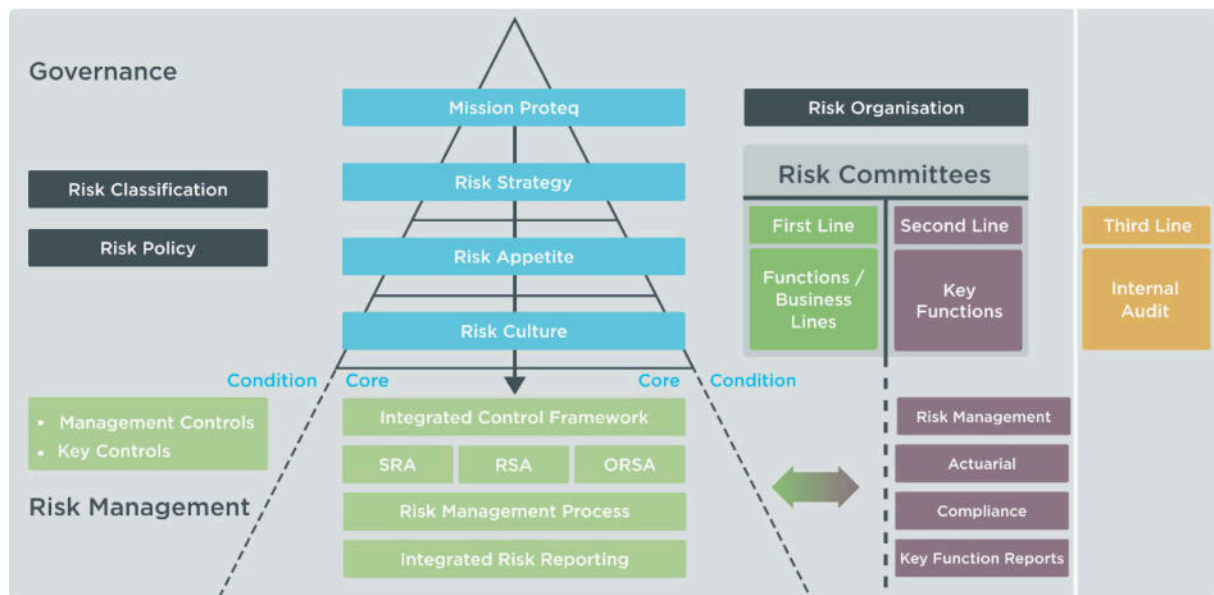 Governance
Mission Proteq
Risk Organisation
Risk Classification
Risk Strategy
Risk Committees
Risk Policy
First Line
Second Line
Third Line
Risk Appetite
Functions /
Business
Lines
Key
Functions
Internal
Audit
Risk Culture
Condition
Core
Core
Condition
• Management Controls
• Key Controls
Integrated Control Framework
Risk Management
SRA
RSA
ORSA
Actuarial
Risk Management
Risk Management Process
Compliance
Integrated Risk Reporting
Key Function Reports